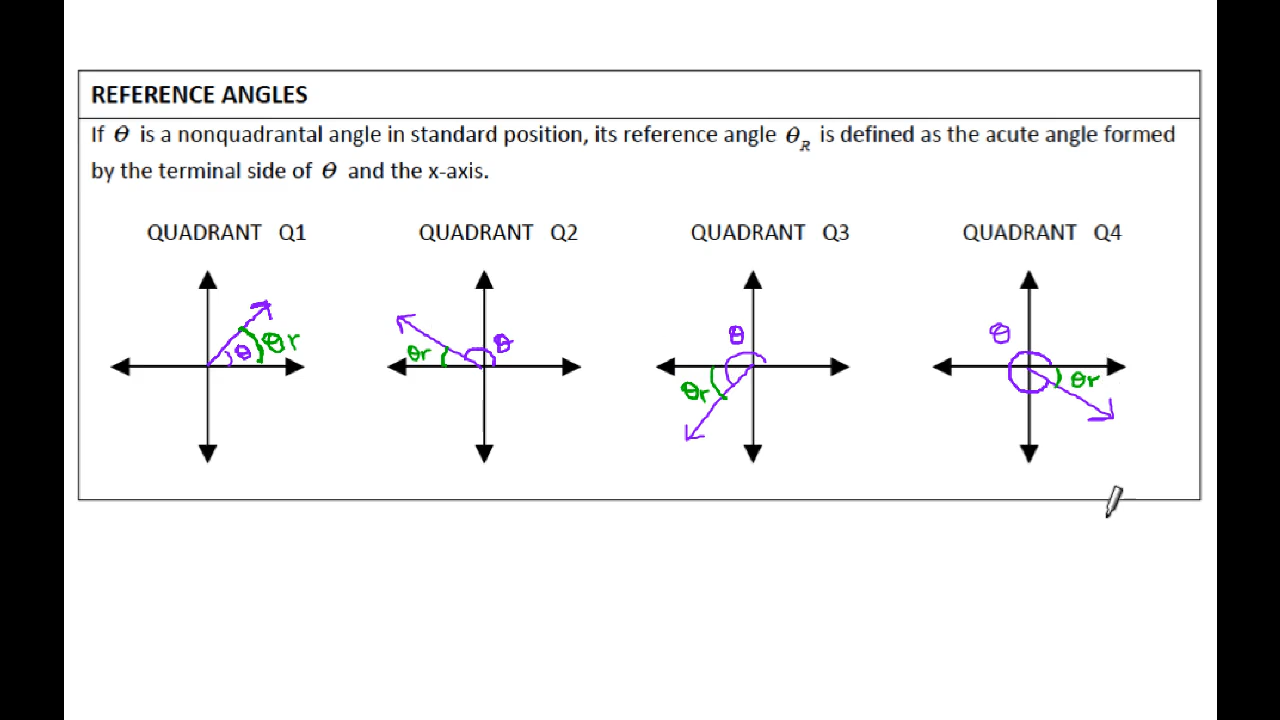 REFERENCE ANGLES
If θ is a nonquadrantal angle in standard position, its reference angle θ_R is defined as the acute angle formed
by the terminal side of θ and the x-axis.
QUADRANT Q1
θ θr
QUADRANT Q2
θr θ
QUADRANT Q3
θ
θr
QUADRANT Q4
θ
θr